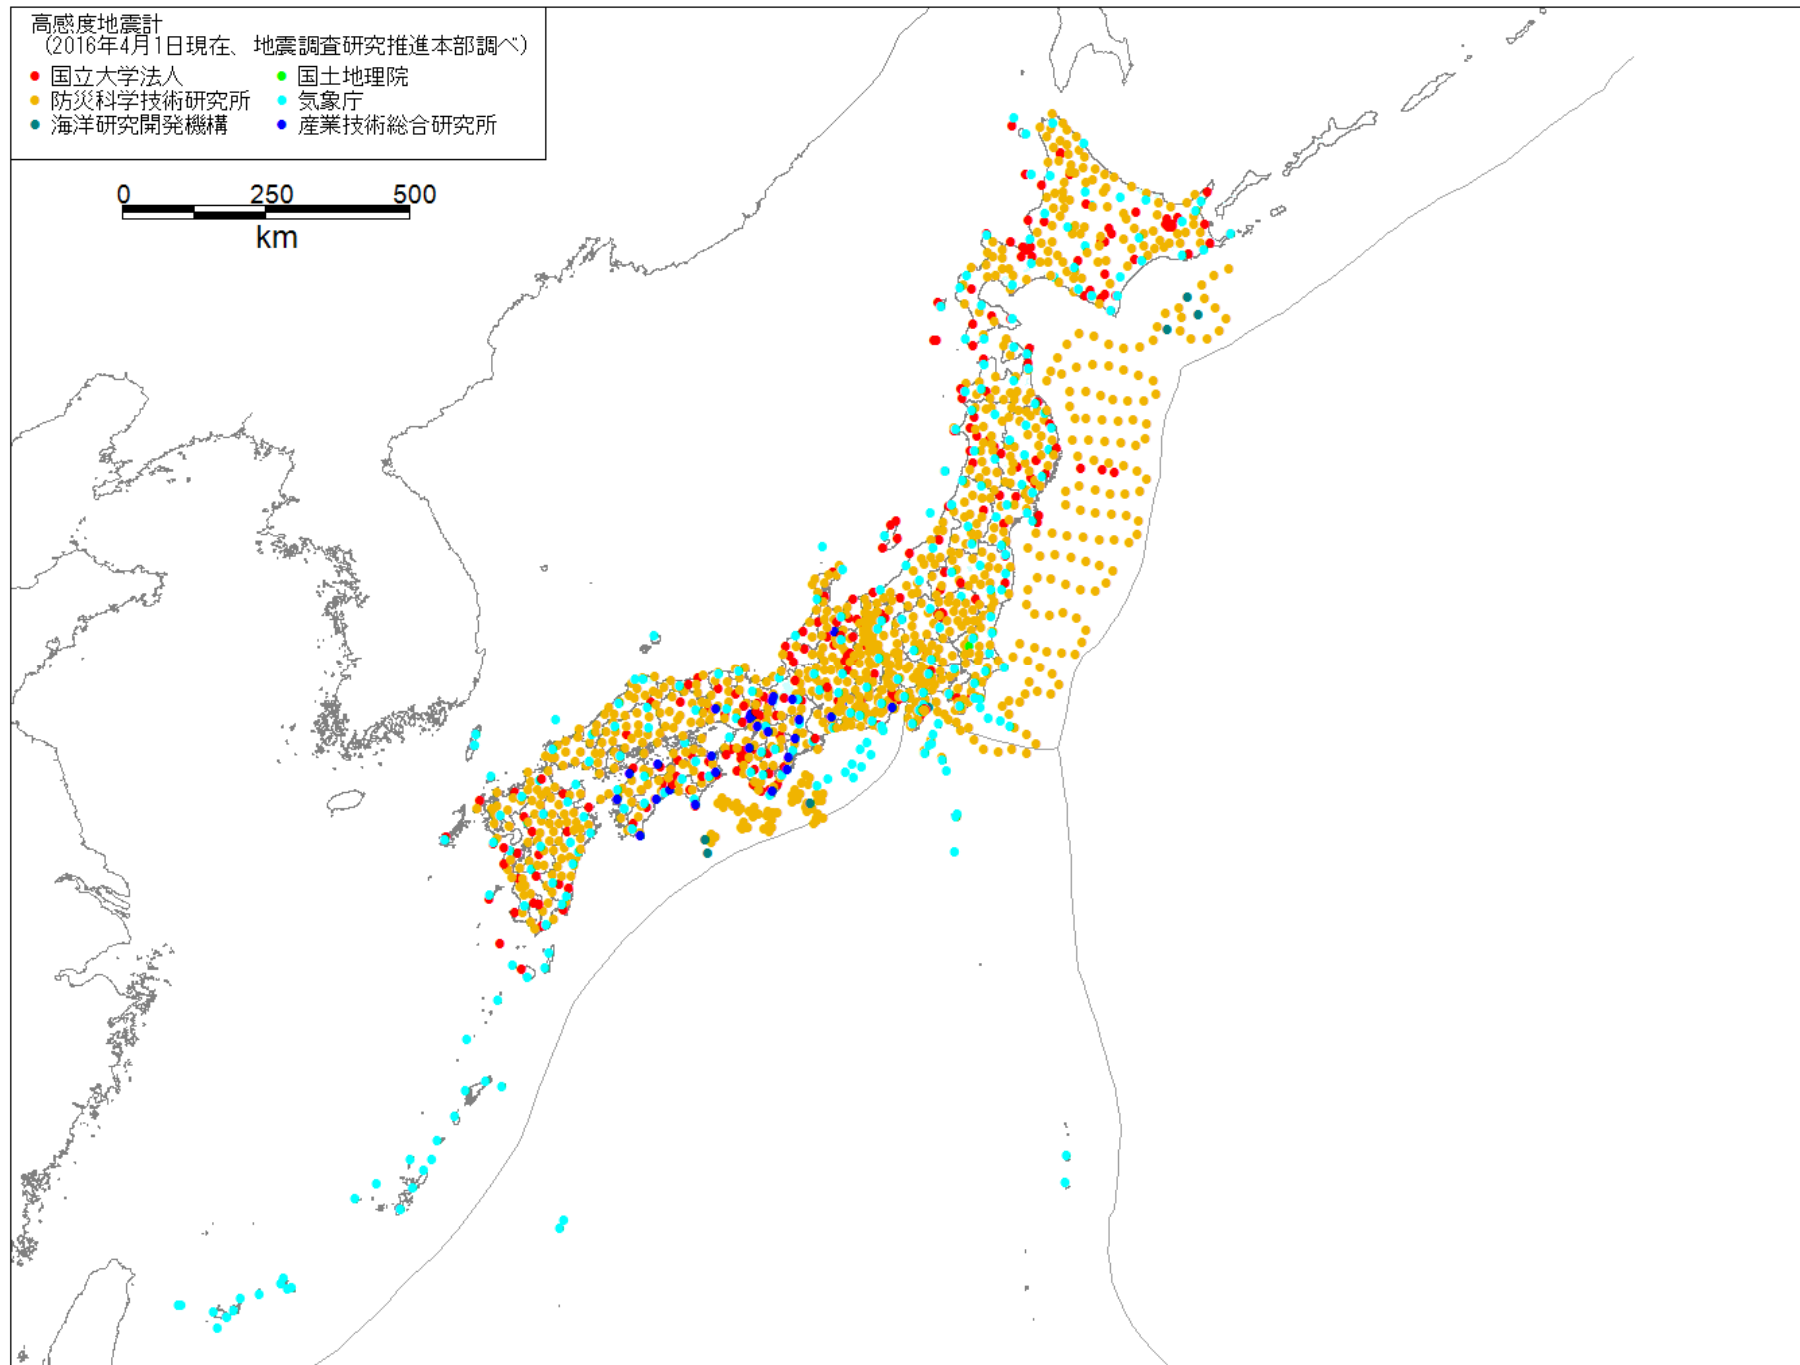 高感度地震計
(2016年4月1日現在、地震調査研究推進本部調べ)
国立大学法人 国土地理院
防災科学技術研究所 気象庁
海洋研究開発機構 産業技術総合研究所
0 250 500
km